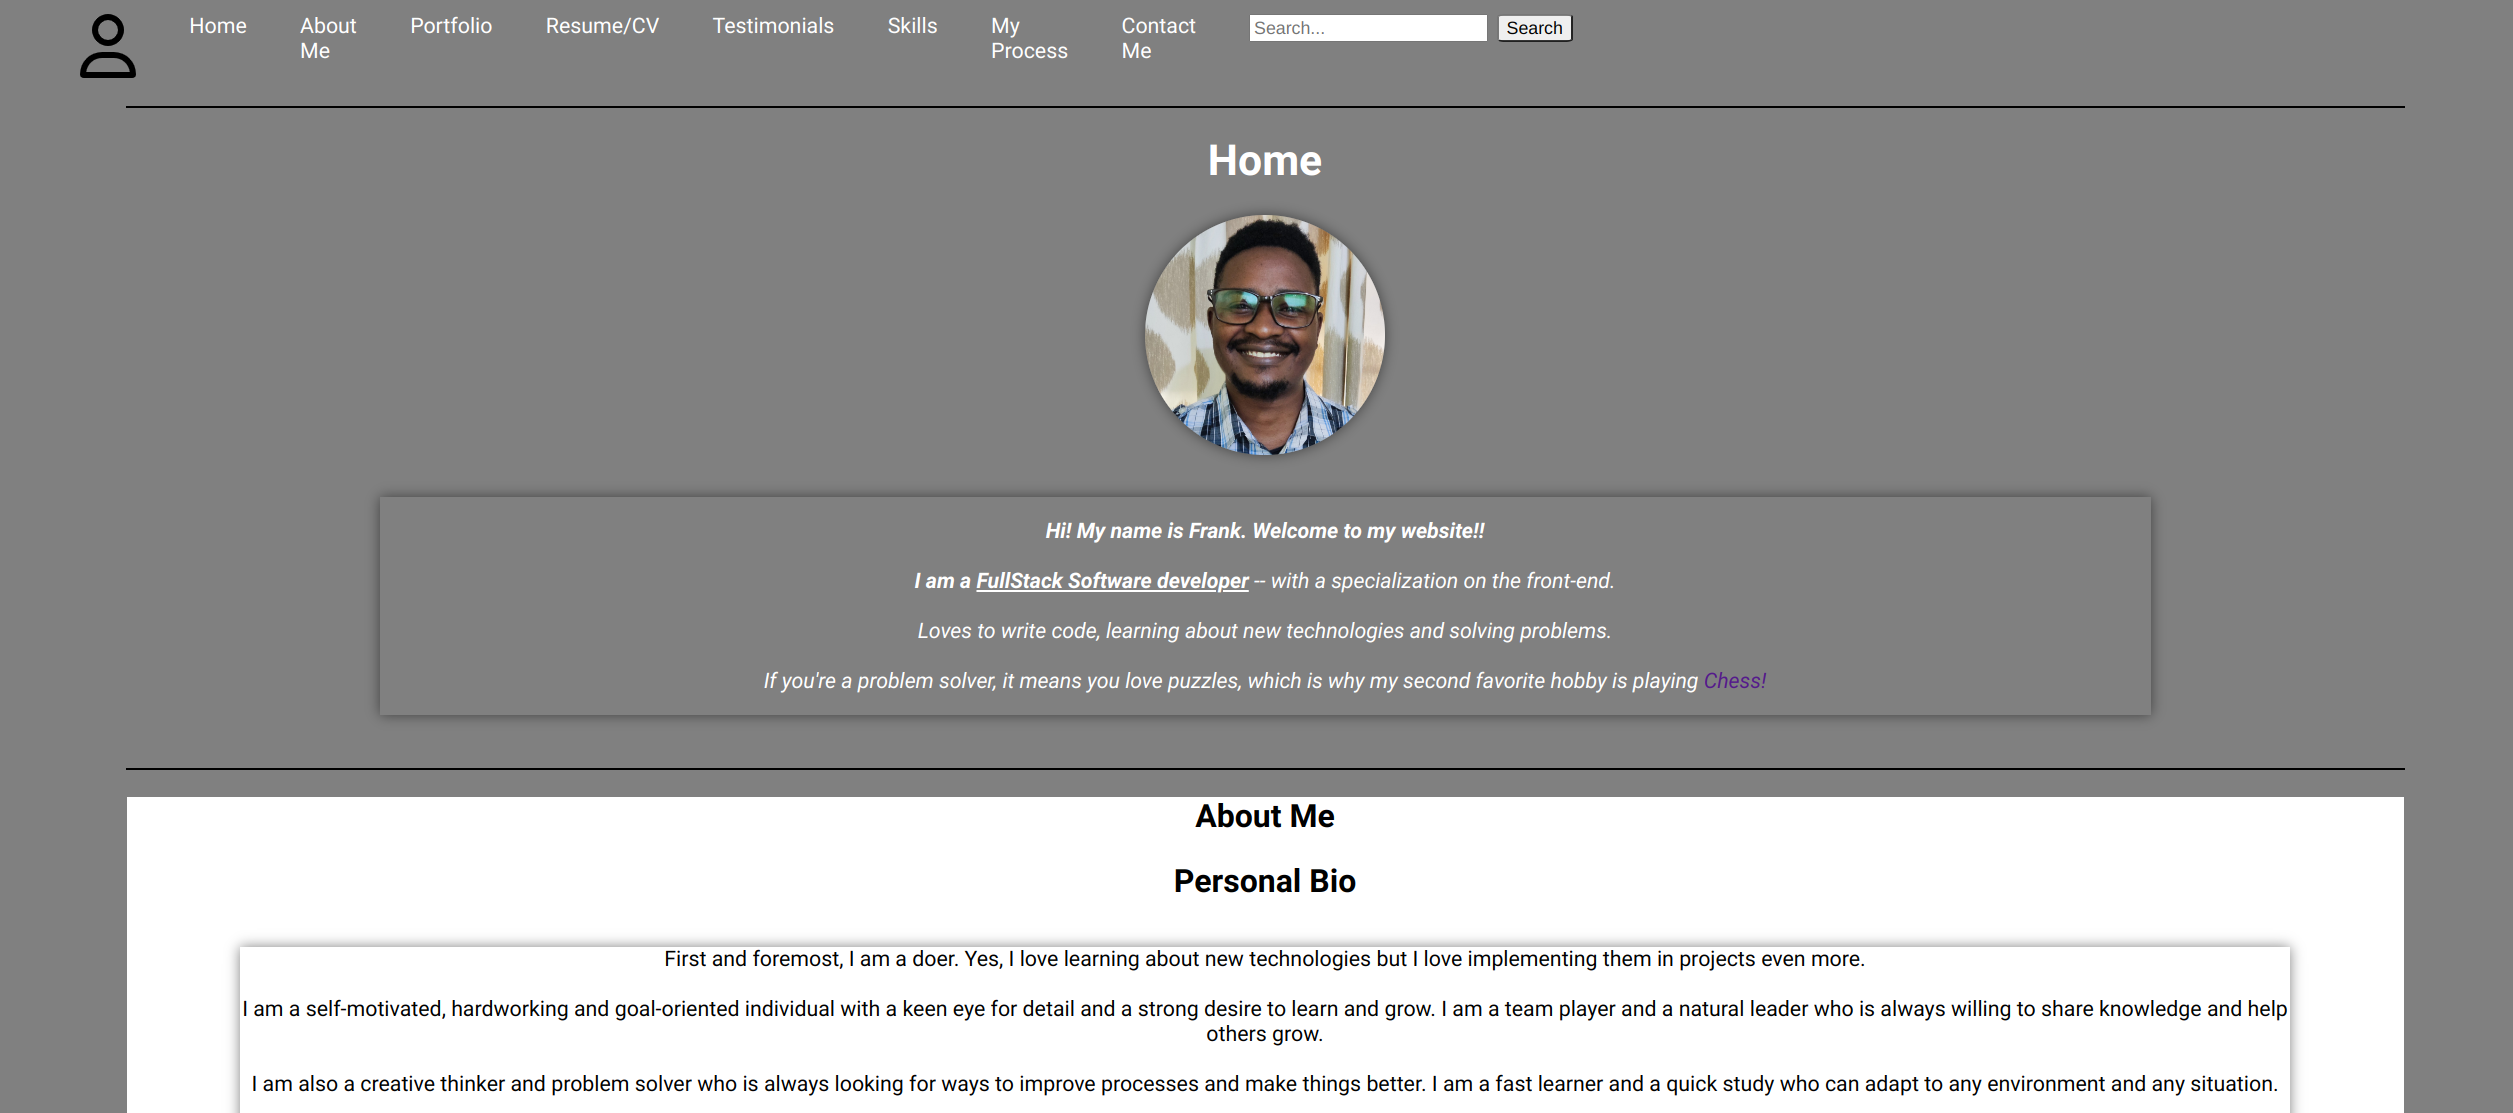 Home
About
Me
Portfolio
Resume/CV
Testimonials
Skills
My
Process
Contact
Me
Search...
Search
Home
Hi! My name is Frank. Welcome to my website!!
I am a FullStack Software developer -- with a specialization on the front-end.
Loves to write code, learning about new technologies and solving problems.
If you're a problem solver, it means you love puzzles, which is why my second favorite hobby is playing Chess!
About Me
Personal Bio
First and foremost, I am a doer. Yes, I love learning about new technologies but I love implementing them in projects even more.
I am a self-motivated, hardworking and goal-oriented individual with a keen eye for detail and a strong desire to learn and grow. I am a team player and a natural leader who is always willing to share knowledge and help
others grow.
I am also a creative thinker and problem solver who is always looking for ways to improve processes and make things better. I am a fast learner and a quick study who can adapt to any environment and any situation.